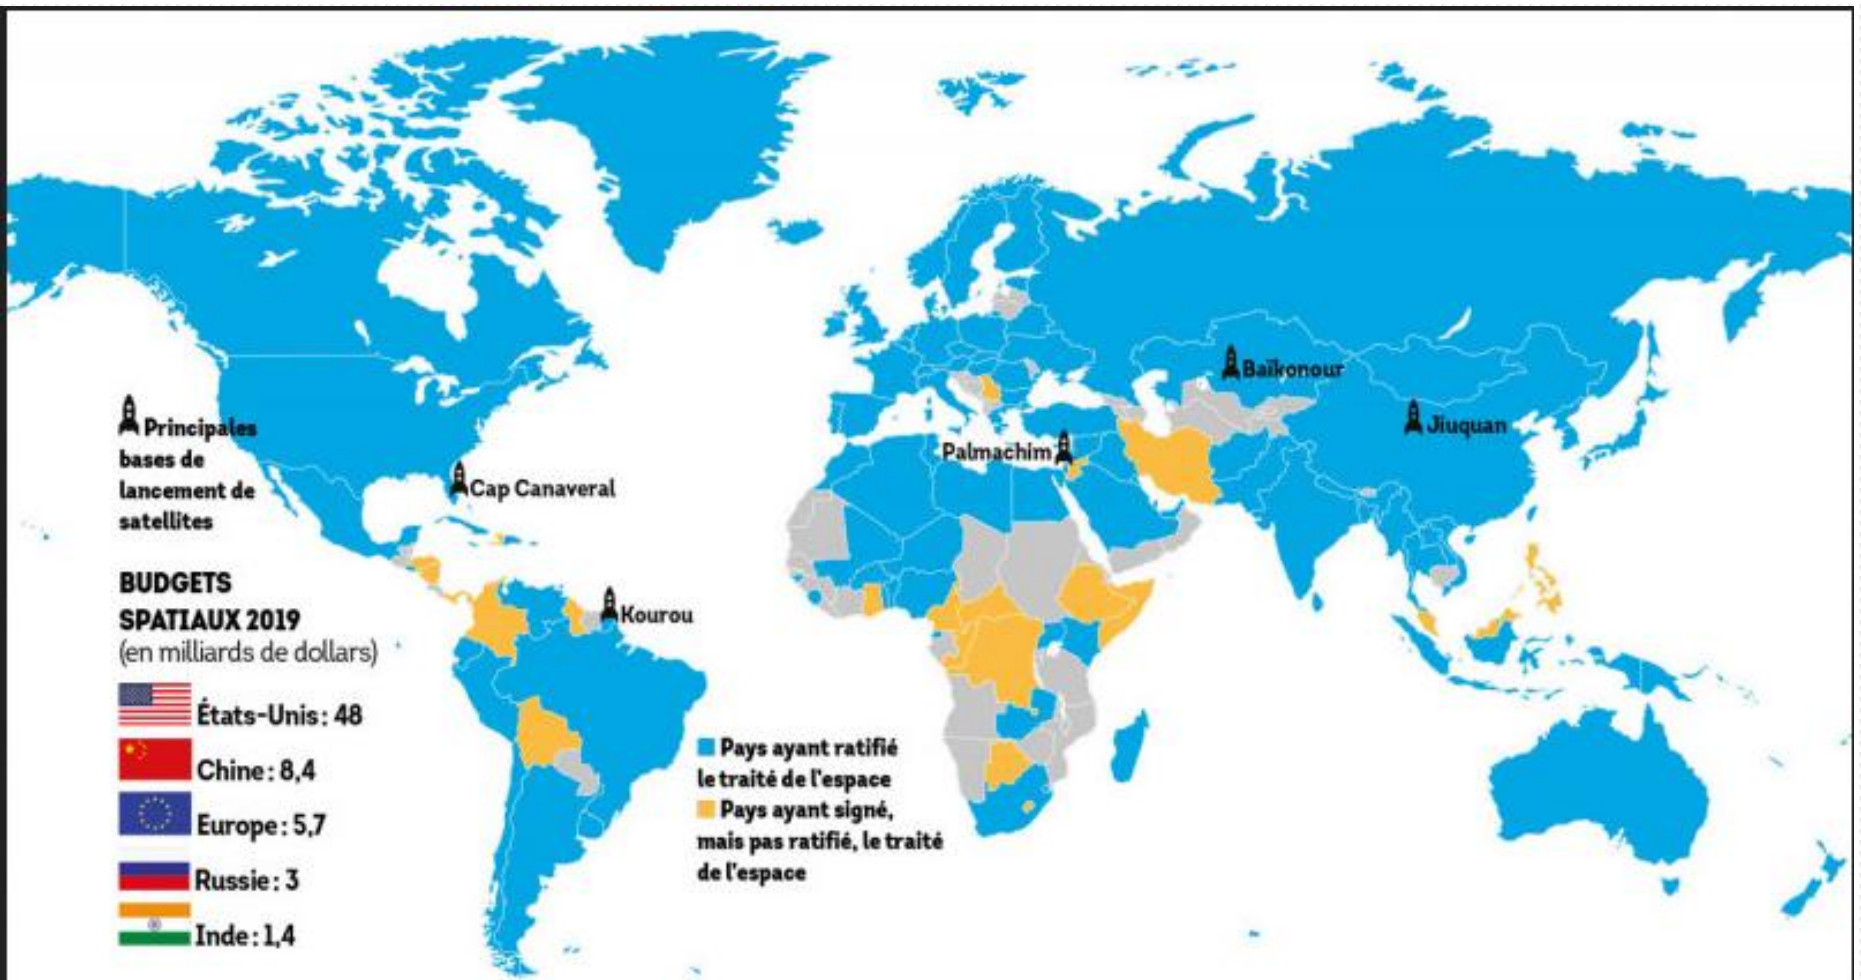 Principales
bases de
lancement de
satellites
BUDGETS
SPATIAUX 2019
(en milliards de dollars)
États-Unis : 48
Chine : 8,4
Europe : 5,7
Russie : 3
Inde : 1,4
Cap Canaveral
Kourou
Palmachim
Baïkonour
Jiuquan
Pays ayant ratifié
le traité de l'espace
Pays ayant signé,
mais pas ratifié, le traité
de l'espace